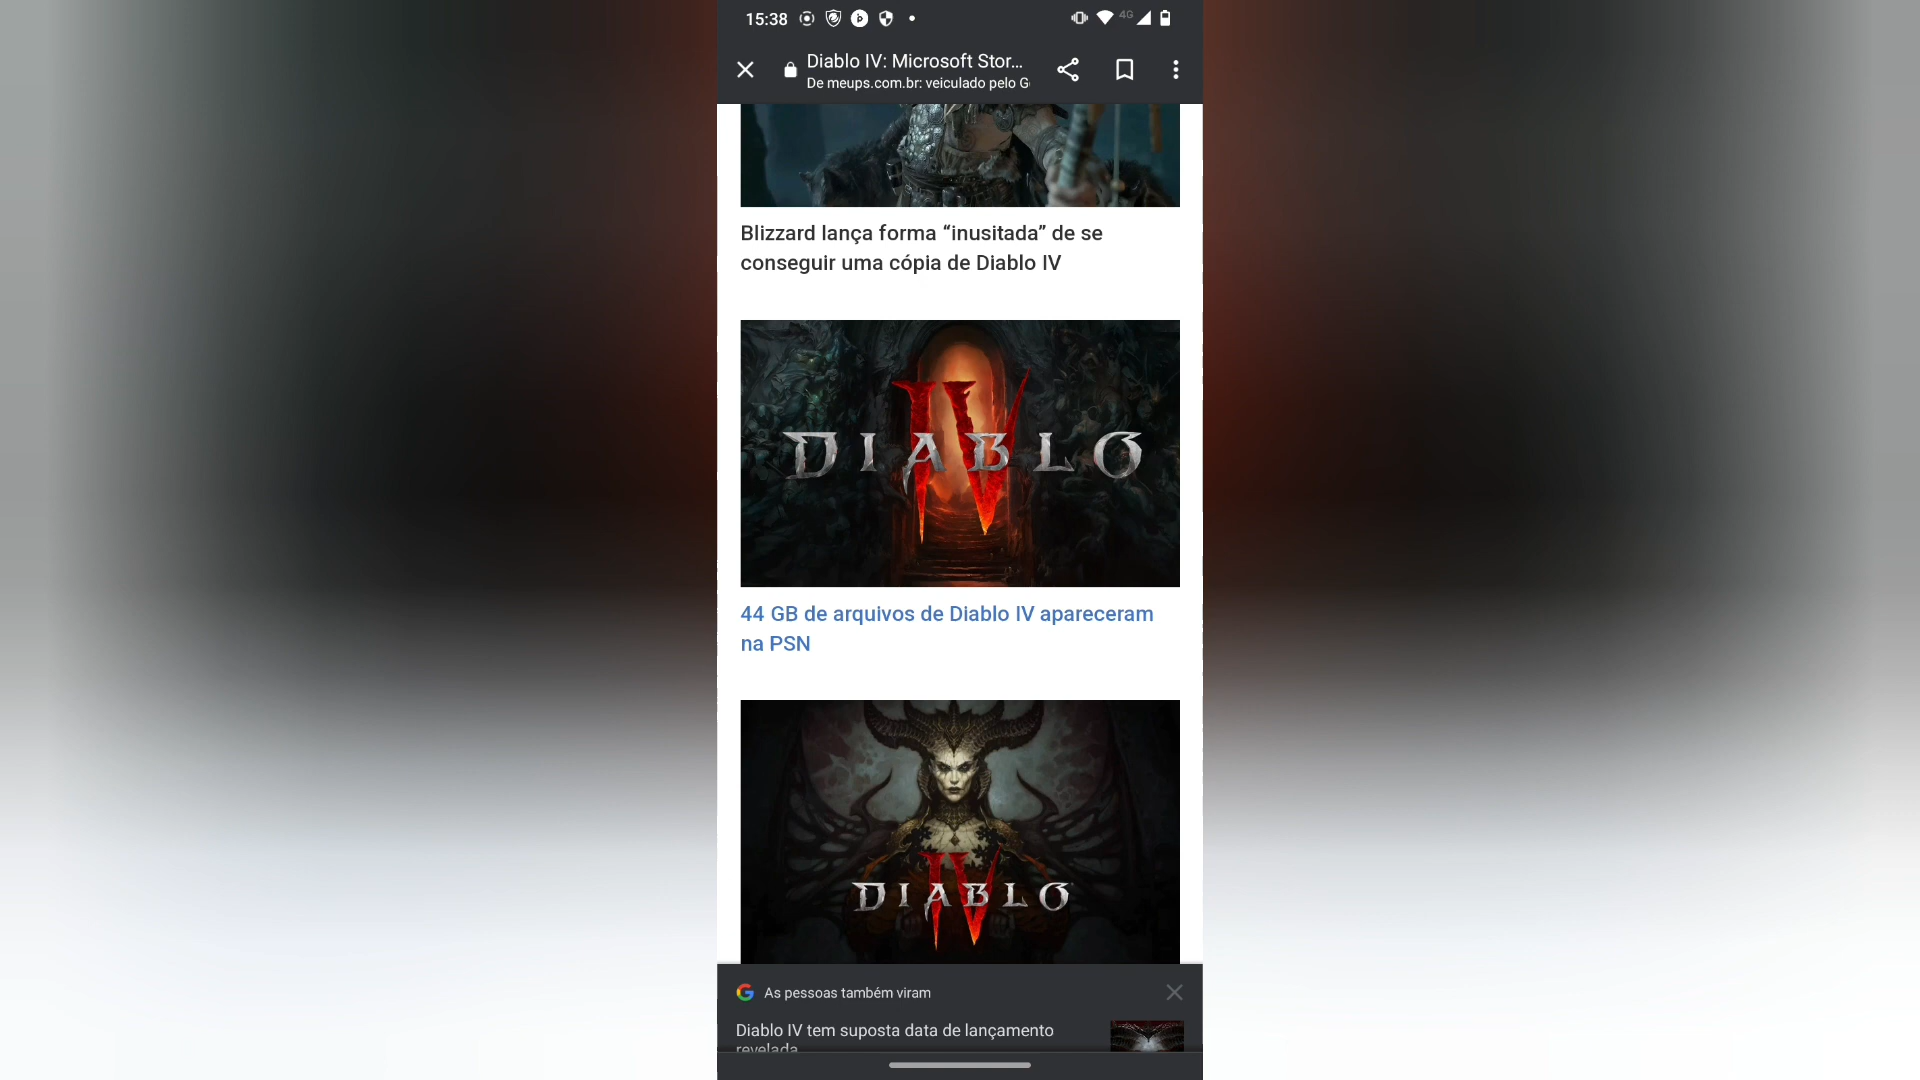 15:38
4G
Diablo IV: Microsoft Stor...
De meups.com.br: veiculado pelo G
Blizzard lança forma “inusitada” de se
conseguir uma cópia de Diablo IV
IV
DIABLO
44 GB de arquivos de Diablo IV apareceram
na PSN
IV
DIABLO
As pessoas também viram
Diablo IV tem suposta data de lançamento
revelada